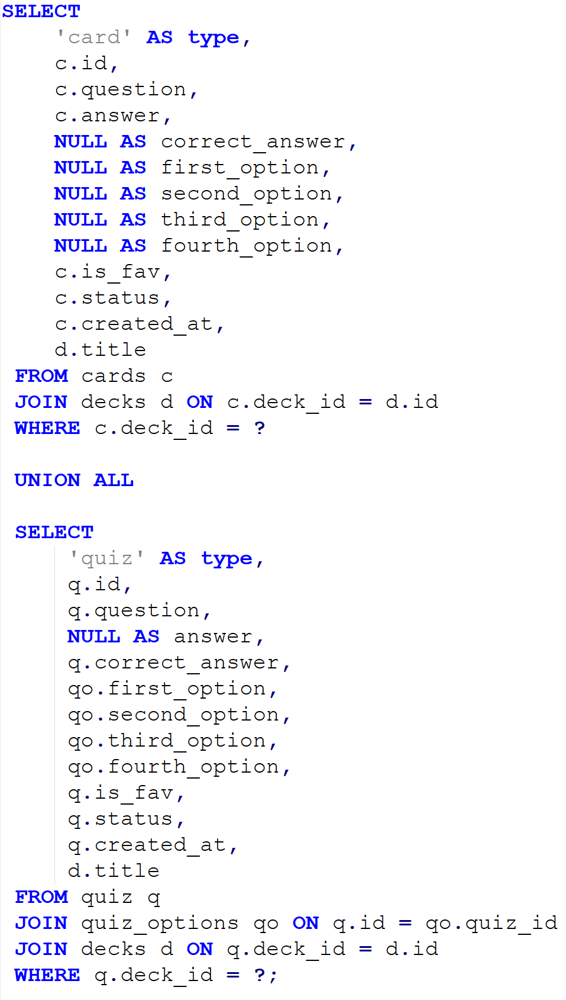 SELECT
    'card' AS type,
    c.id,
    c.question,
    c.answer,
    NULL AS correct_answer,
    NULL AS first_option,
    NULL AS second_option,
    NULL AS third_option,
    NULL AS fourth_option,
    c.is_fav,
    c.status,
    c.created_at,
    d.title
 FROM cards c
 JOIN decks d ON c.deck_id = d.id
 WHERE c.deck_id = ?

 UNION ALL

 SELECT
     'quiz' AS type,
     q.id,
     q.question,
     NULL AS answer,
     q.correct_answer,
     qo.first_option,
     qo.second_option,
     qo.third_option,
     qo.fourth_option,
     q.is_fav,
     q.status,
     q.created_at,
     d.title
 FROM quiz q
 JOIN quiz_options qo ON q.id = qo.quiz_id
 JOIN decks d ON q.deck_id = d.id
 WHERE q.deck_id = ?;